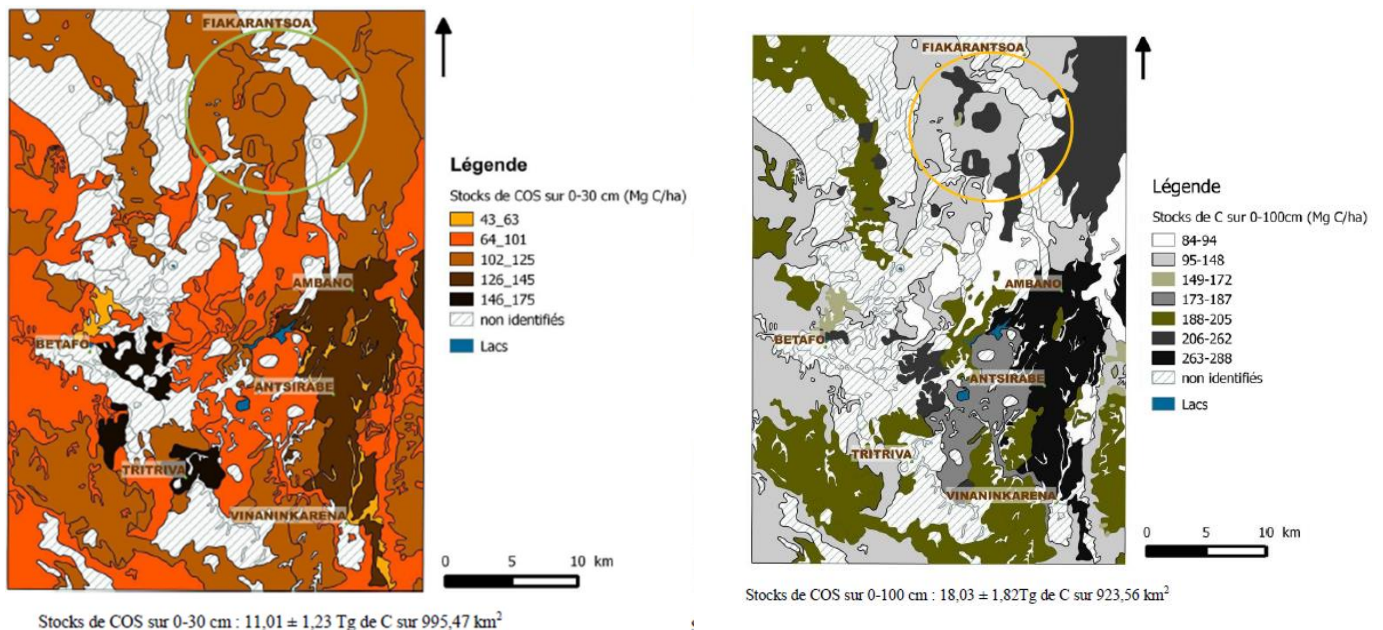 FIAKARANTSOA
AMBANO
BETAFO
ANTSIRABE
TRITRIVA
VINANINKARENA
Légende
Stocks de COS sur 0-30 cm (Mg C/ha)
43_63
64_101
102_125
126_145
146_175
non identifiés
Lacs
0 5 10 km
Stocks de COS sur 0-30 cm : 11,01 ± 1,23 Tg de C sur 995,47 km²
FIAKARANTSOA
AMBANO
BETAFO
ANTSIRABE
TRITRIVA
VINANINKARENA
Légende
Stocks de C sur 0-100cm (Mg C/ha)
84-94
95-148
149-172
173-187
188-205
206-262
263-288
non identifiés
Lacs
0 5 10 km
Stocks de COS sur 0-100 cm : 18,03 ± 1,82Tg de C sur 923,56 km²